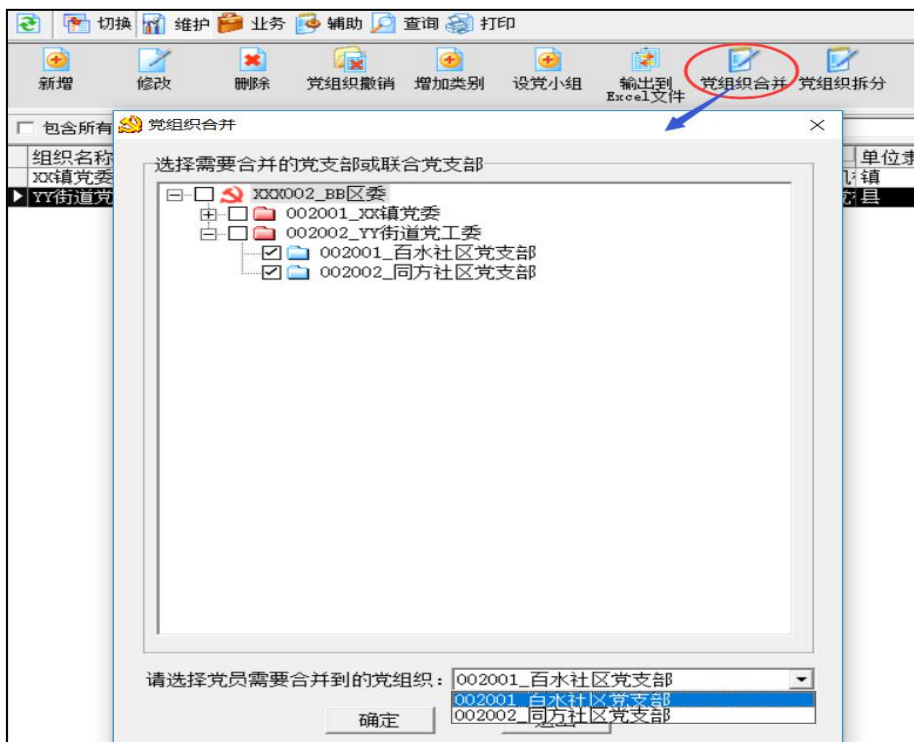 切换 维护 业务 辅助 查询 打印
新增 修改 删除 党组织撤销 增加类别 设党小组 输出到Excel文件 党组织合并 党组织拆分
包含所有
党组织合并
组织名称
单位隶
XX镇党委
镇
YY街道党
县
选择需要合并的党支部或联合党支部
XXX002_BB区委
002001_XX镇党委
002002_YY街道党工委
002001_百水社区党支部
002002_同方社区党支部
请选择党员需要合并到的党组织：
002001_百水社区党支部
002001_百水社区党支部
002002_同方社区党支部
确定